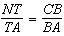 NT/TA = CB/BA